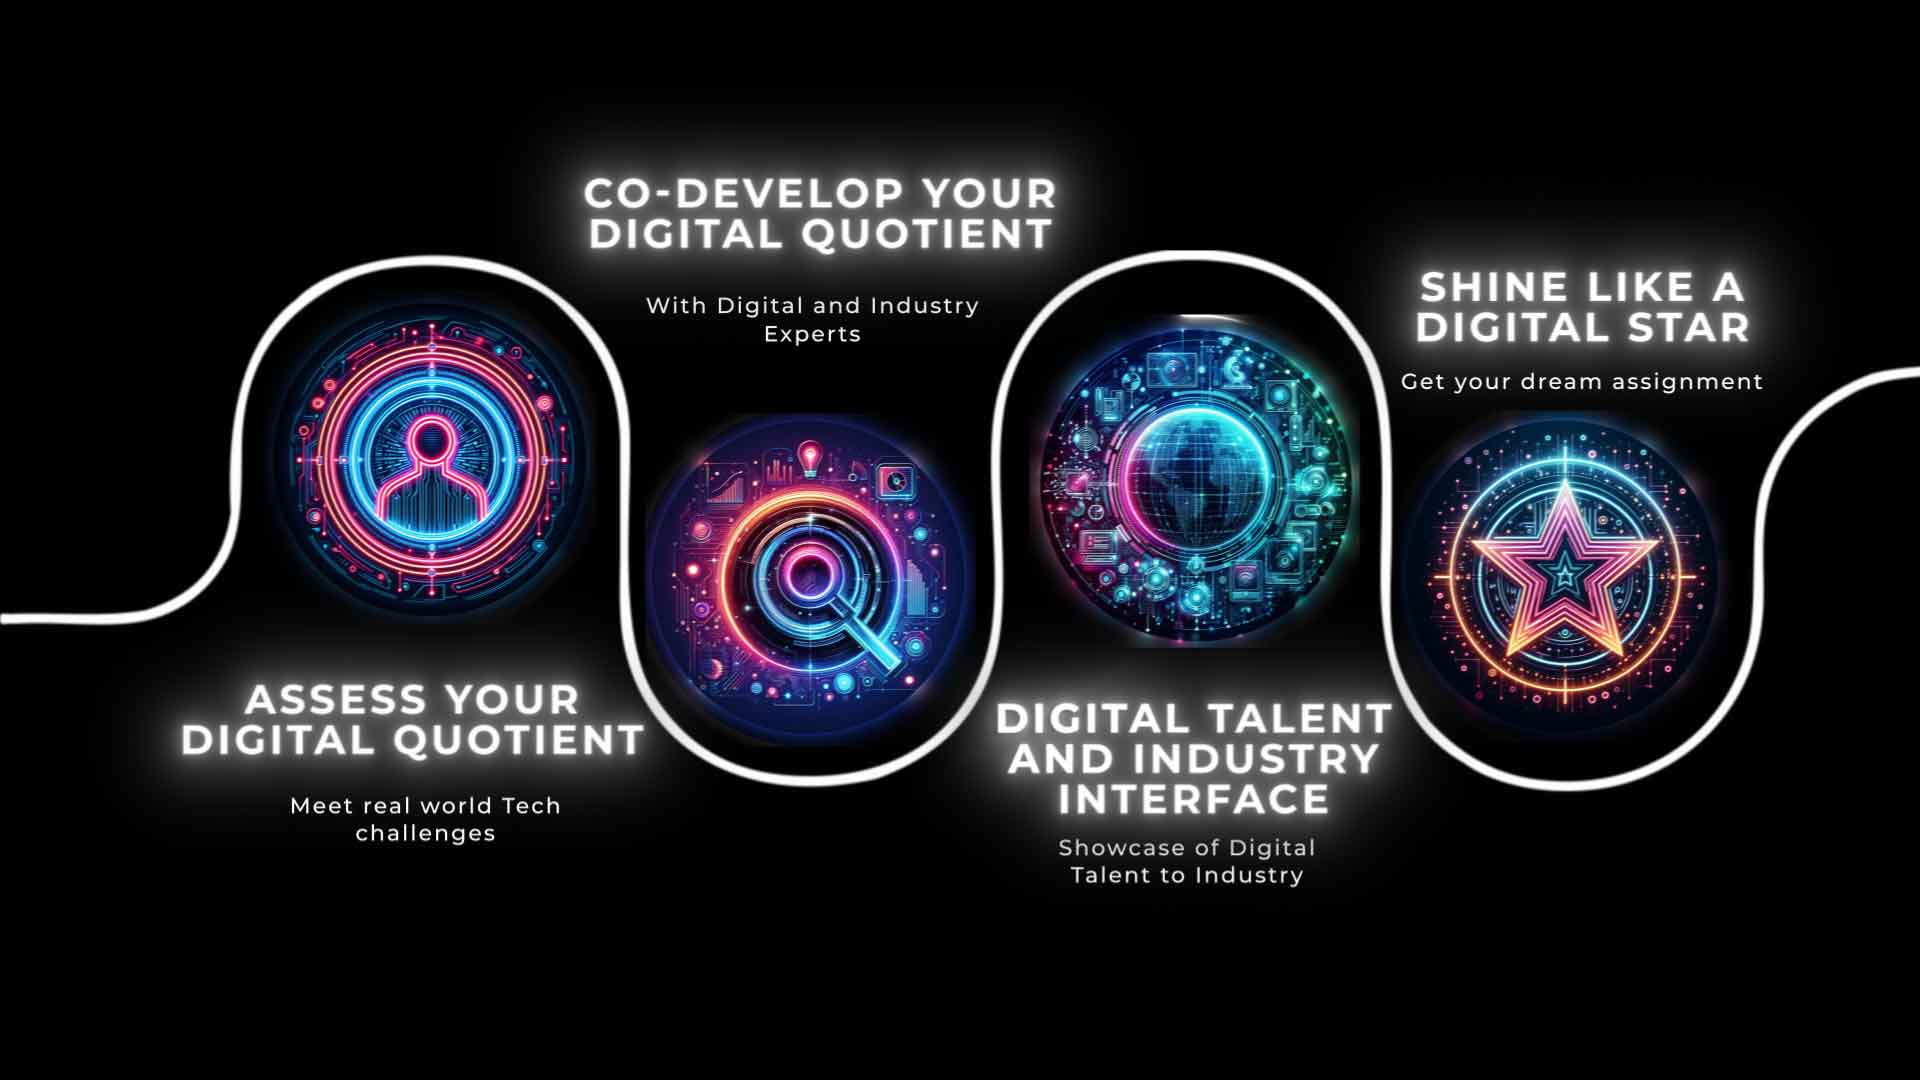 ASSESS YOUR
DIGITAL QUOTIENT
Meet real world Tech
challenges
CO-DEVELOP YOUR
DIGITAL QUOTIENT
With Digital and Industry
Experts
DIGITAL TALENT
AND INDUSTRY
INTERFACE
Showcase of Digital
Talent to Industry
SHINE LIKE A
DIGITAL STAR
Get your dream assignment